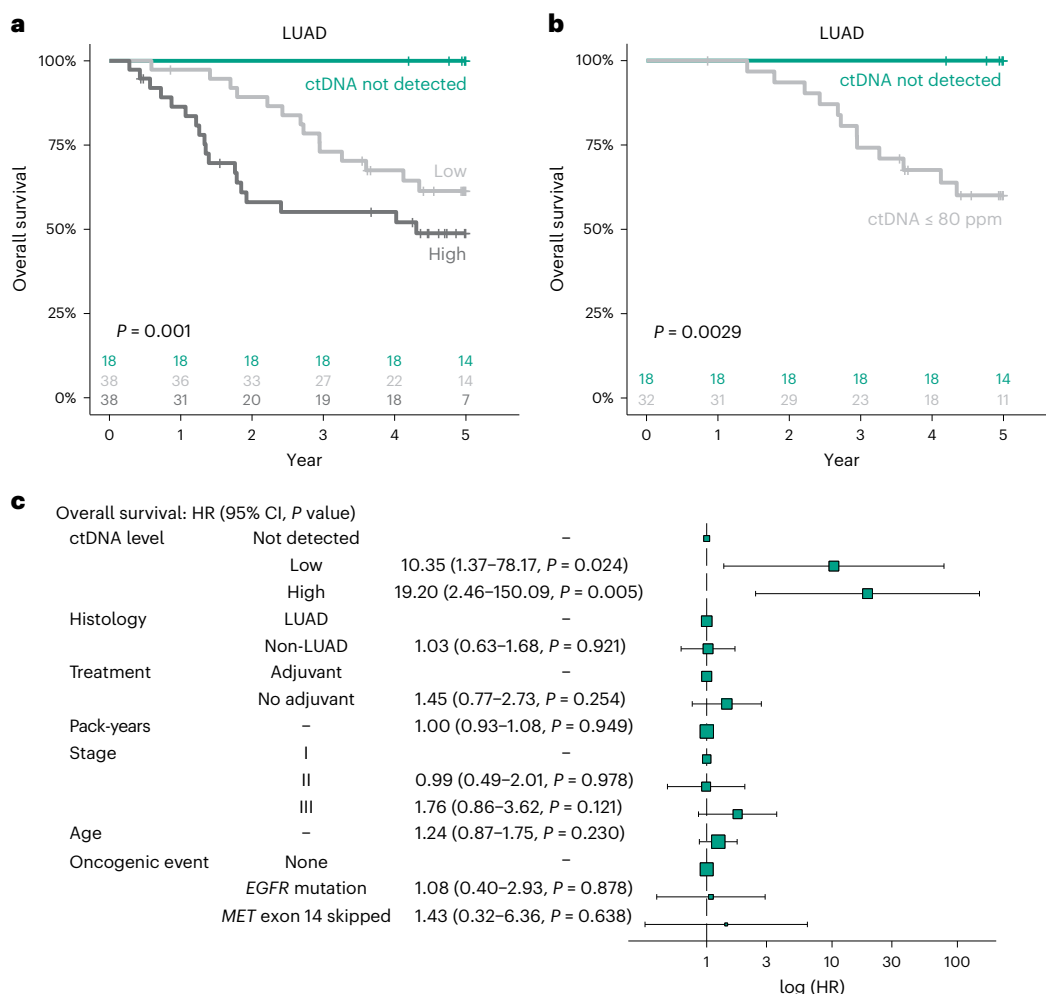 a
LUAD
100%
75%
50%
25%
0%
Overall survival
ctDNA not detected
Low
High
P = 0.001
18 18 18 18 18 14
38 36 33 27 22 14
38 31 20 19 18 7
0 1 2 3 4 5
Year
b
LUAD
100%
75%
50%
25%
0%
Overall survival
ctDNA not detected
ctDNA ≤ 80 ppm
P = 0.0029
18 18 18 18 18 14
32 31 29 23 18 11
0 1 2 3 4 5
Year
c
Overall survival: HR (95% CI, P value)
ctDNA level Not detected –
Low 10.35 (1.37–78.17, P = 0.024)
High 19.20 (2.46–150.09, P = 0.005)
Histology LUAD –
Non-LUAD 1.03 (0.63–1.68, P = 0.921)
Treatment Adjuvant –
No adjuvant 1.45 (0.77–2.73, P = 0.254)
Pack-years – 1.00 (0.93–1.08, P = 0.949)
Stage I –
II 0.99 (0.49–2.01, P = 0.978)
III 1.76 (0.86–3.62, P = 0.121)
Age – 1.24 (0.87–1.75, P = 0.230)
Oncogenic event None –
EGFR mutation 1.08 (0.40–2.93, P = 0.878)
MET exon 14 skipped 1.43 (0.32–6.36, P = 0.638)
1 3 10 30 100
log (HR)